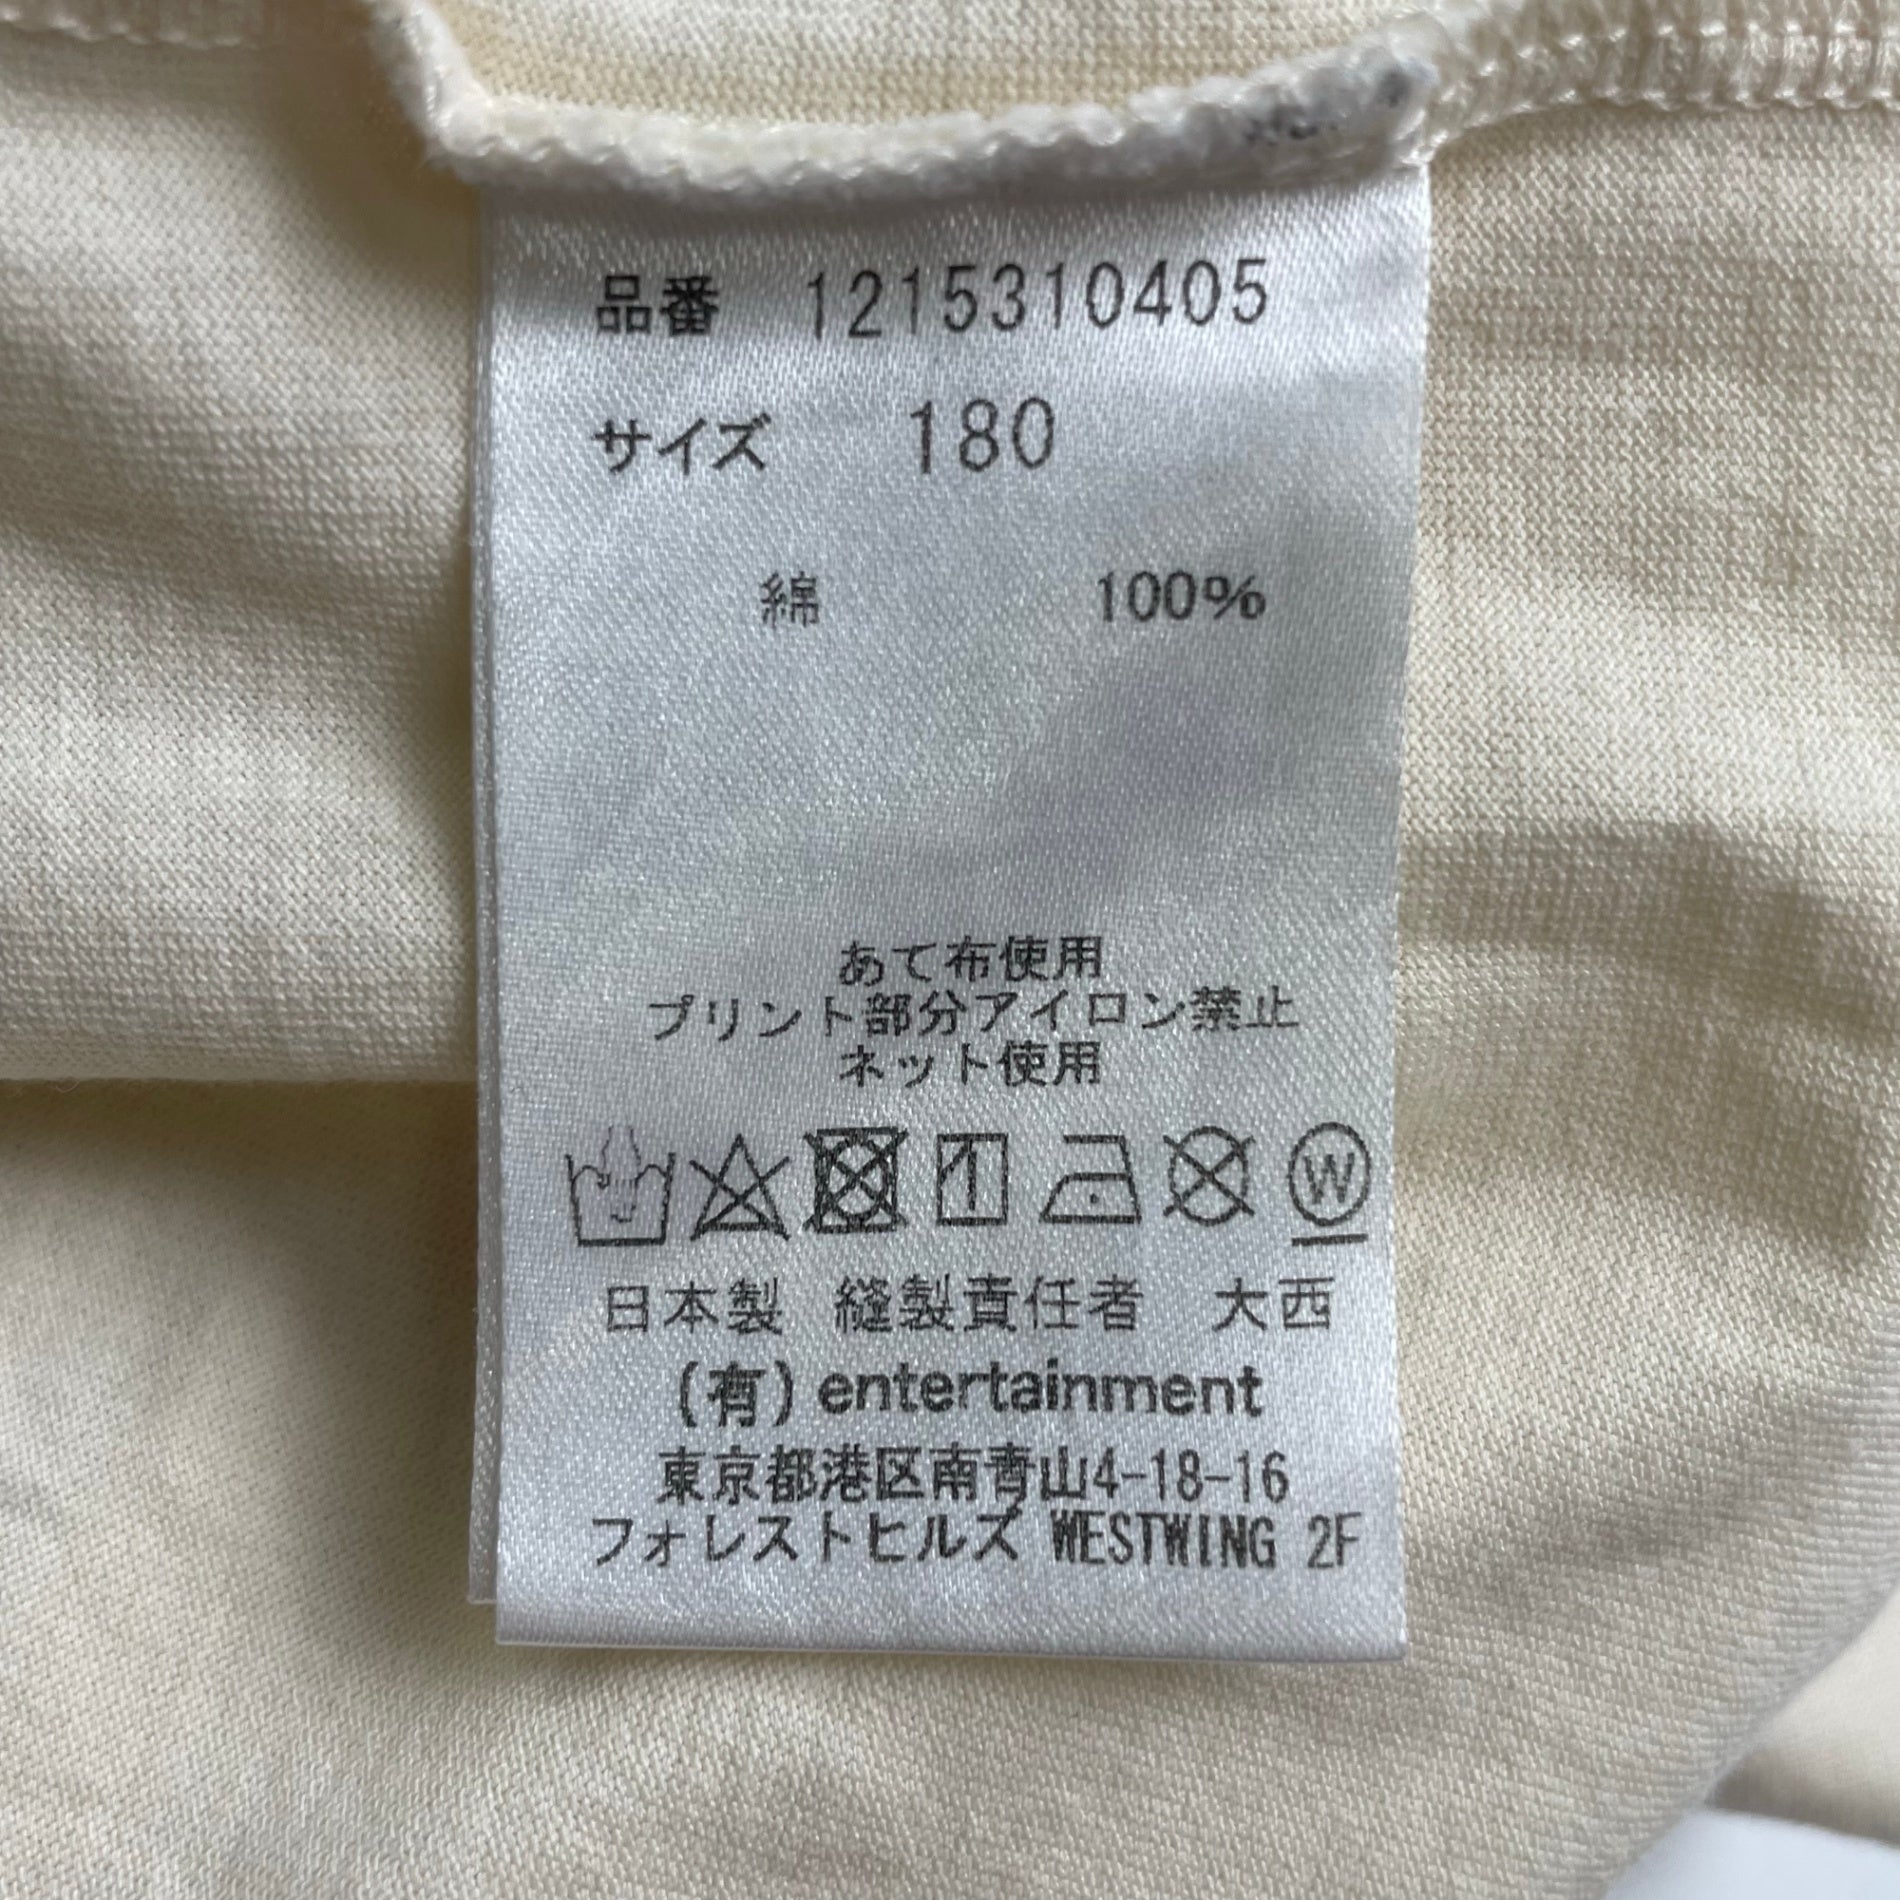 品番 1215310405
サイズ 180
綿 100%
あて布使用
プリント部分アイロン禁止
ネット使用
W
日本製 縫製責任者 大西
(有) entertainment
東京都港区南青山4-18-16
フォレストヒルズ WESTWING 2F